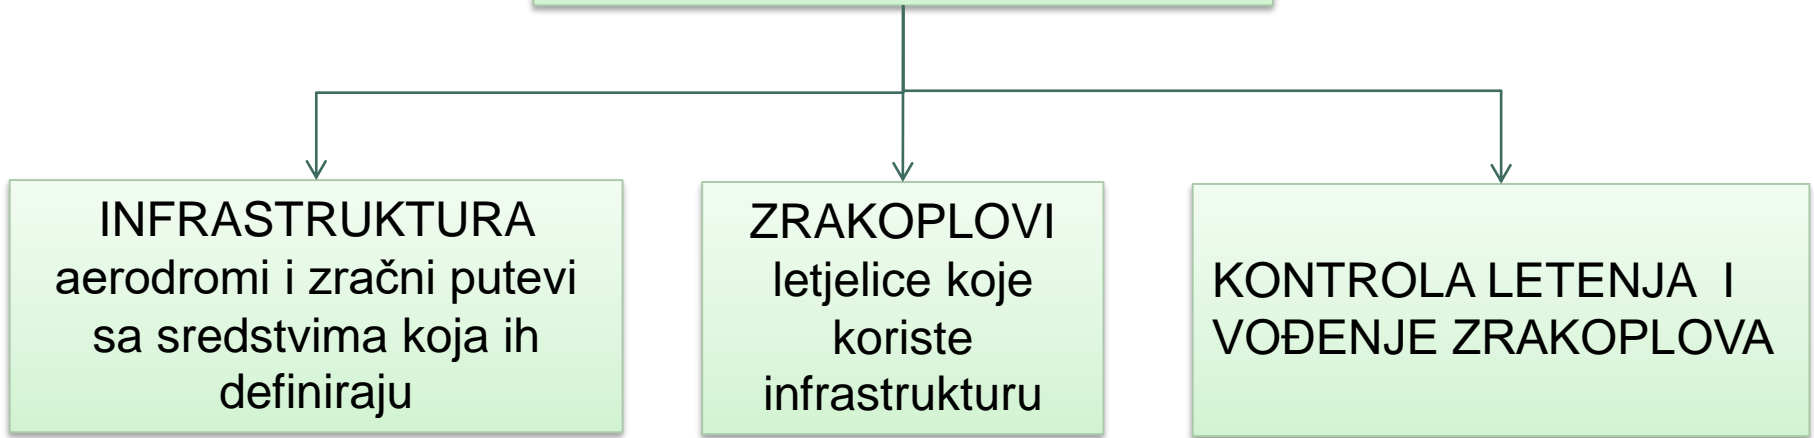 INFRASTRUKTURA
aerodromi i zračni putevi
sa sredstvima koja ih
definiraju
ZRAKOPLOVI
letjelice koje
koriste
infrastrukturu
KONTROLA LETENJA  I
VOĐENJE ZRAKOPLOVA